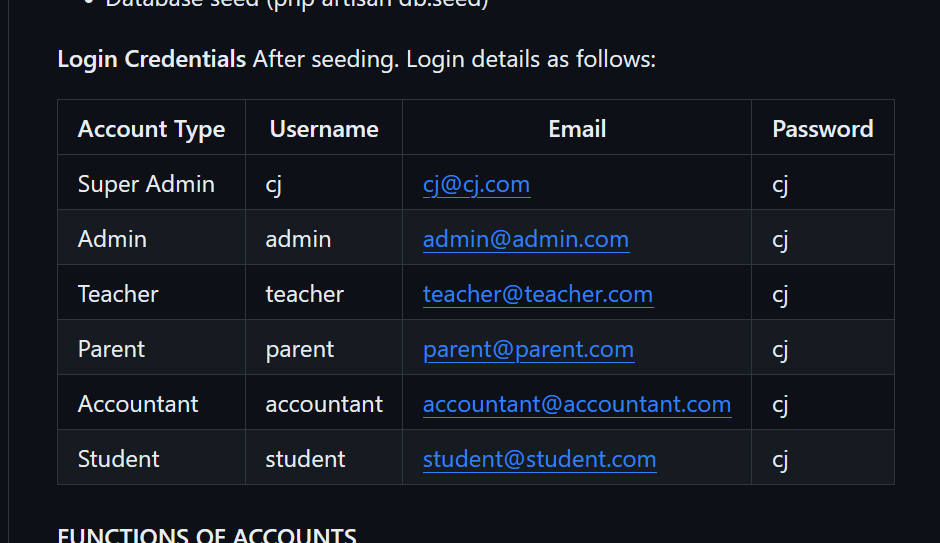 Database seed (php artisan db:seed)
Login Credentials After seeding. Login details as follows:
Account Type Username Email Password
Super Admin cj cj@cj.com cj
Admin admin admin@admin.com cj
Teacher teacher teacher@teacher.com cj
Parent parent parent@parent.com cj
Accountant accountant accountant@accountant.com cj
Student student student@student.com cj
FUNCTIONS OF ACCOUNTS